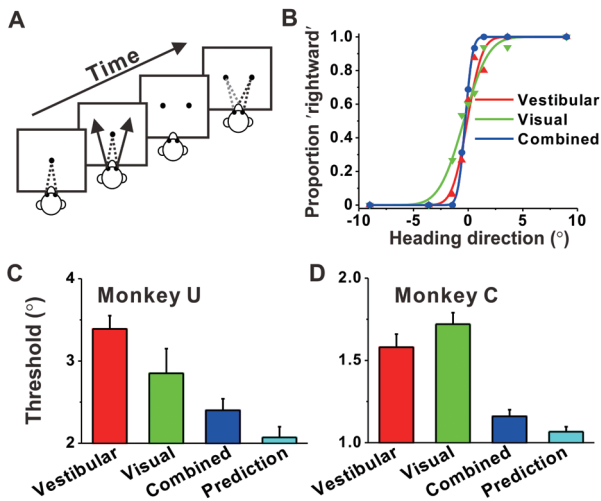 A
Time
B
Proportion 'rightward'
1.0
0.8
0.6
0.4
0.2
0.0
-10
-5
0
5
10
Heading direction (°)
Vestibular
Visual
Combined
C
Monkey U
Threshold (°)
4
3
2
Vestibular
Visual
Combined
Prediction
D
Monkey C
2.0
1.5
1.0
Vestibular
Visual
Combined
Prediction